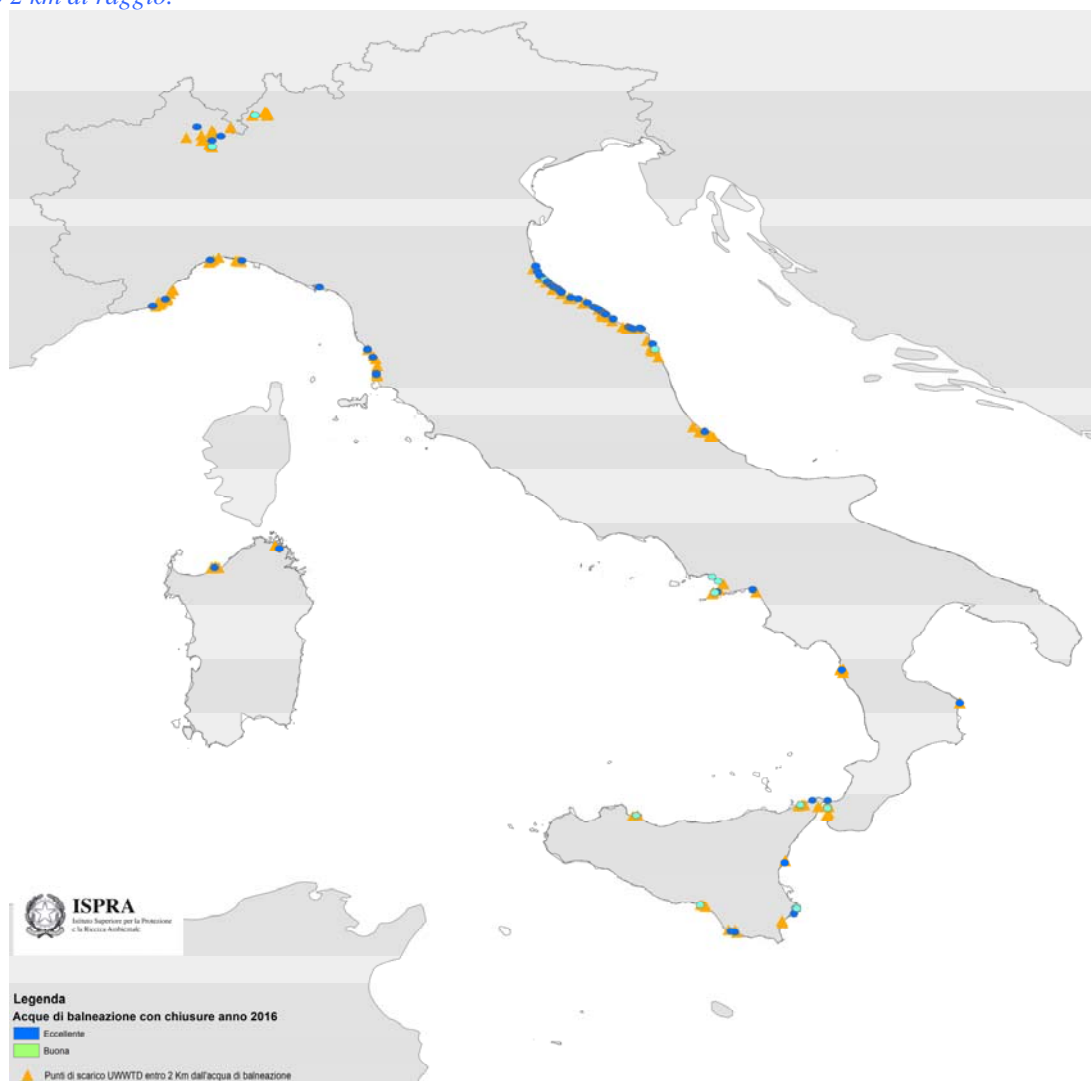 2 km di raggio.
ISPRA
Istituto Superiore per la Protezione
e la Ricerca Ambientale
Legenda
Acque di balneazione con chiusure anno 2016
Eccellente
Buona
Punti di scarico UWWTD entro 2 Km dall'acqua di balneazione